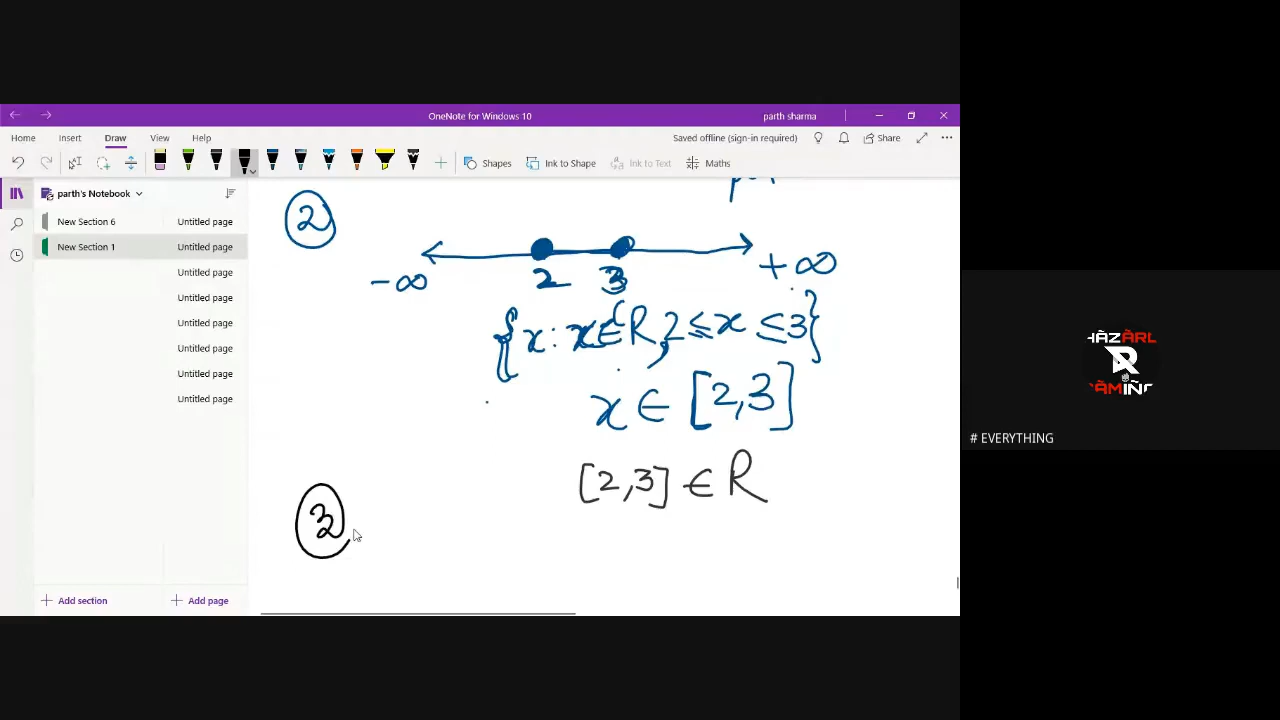 OneNote for Windows 10
parth sharma
Home Insert Draw View Help
Saved offline (sign-in required) Share
Shapes Ink to Shape Ink to Text Maths
parth's Notebook
New Section 6
New Section 1
Untitled page
Untitled page
Untitled page
Untitled page
Untitled page
Untitled page
Untitled page
Untitled page
Add section
Add page
2
-∞ 2 3 +∞
{x : x∈R, 2 ≤ x ≤ 3}
x ∈ [2,3]
[2,3] ∈ R
3
# EVERYTHING